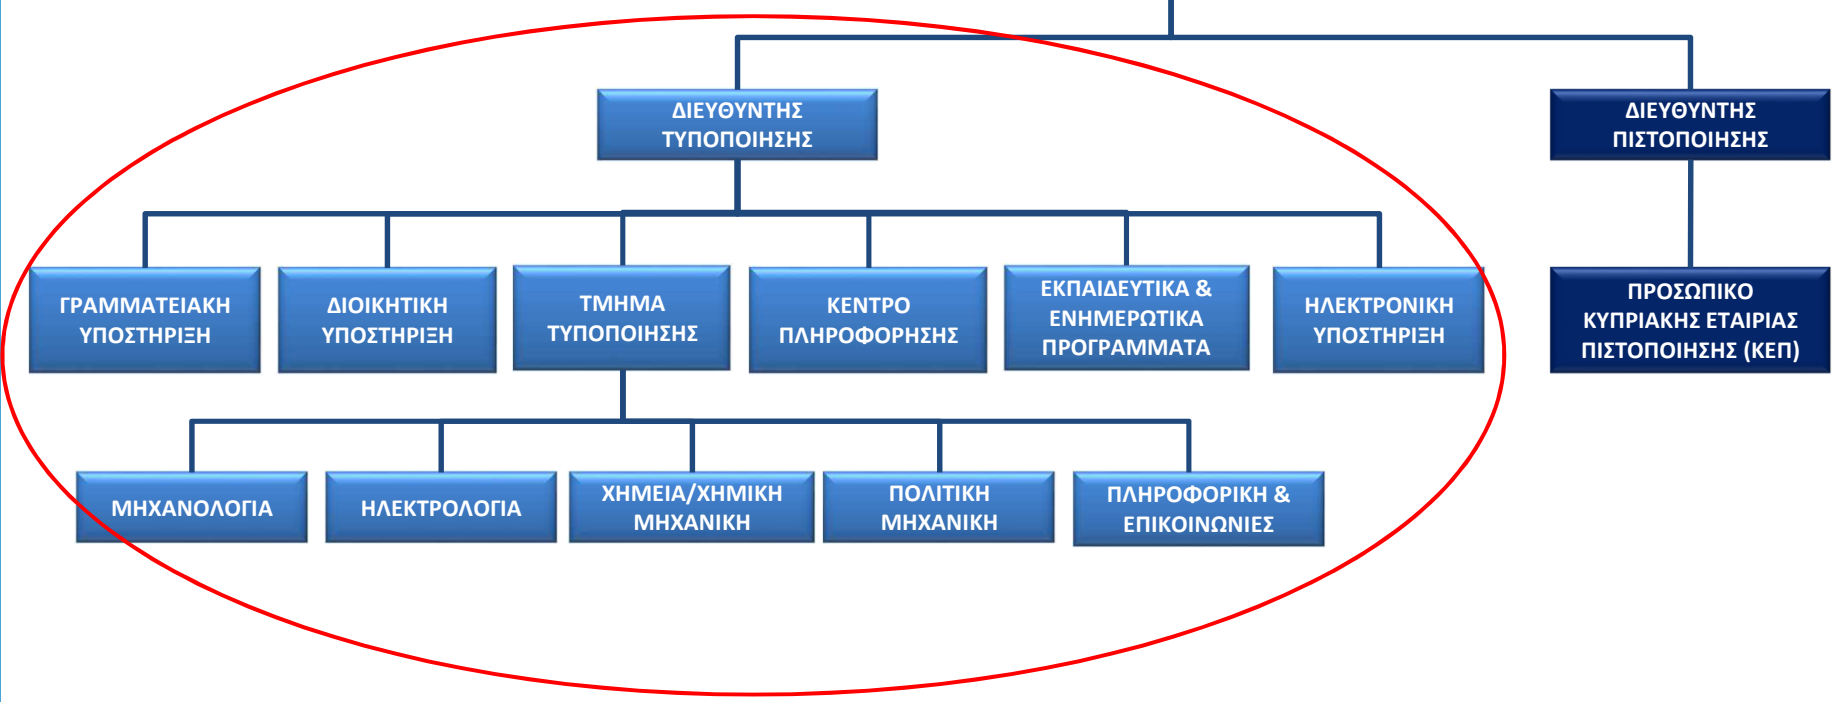 ΔΙΕΥΘΥΝΤΗΣ
ΤΥΠΟΠΟΙΗΣΗΣ
ΔΙΕΥΘΥΝΤΗΣ
ΠΙΣΤΟΠΟΙΗΣΗΣ
ΓΡΑΜΜΑΤΕΙΑΚΗ
ΥΠΟΣΤΗΡΙΞΗ
ΔΙΟΙΚΗΤΙΚΗ
ΥΠΟΣΤΗΡΙΞΗ
ΤΜΗΜΑ
ΤΥΠΟΠΟΙΗΣΗΣ
ΚΕΝΤΡΟ
ΠΛΗΡΟΦΟΡΗΣΗΣ
ΕΚΠΑΙΔΕΥΤΙΚΑ &
ΕΝΗΜΕΡΩΤΙΚΑ
ΠΡΟΓΡΑΜΜΑΤΑ
ΗΛΕΚΤΡΟΝΙΚΗ
ΥΠΟΣΤΗΡΙΞΗ
ΠΡΟΣΩΠΙΚΟ
ΚΥΠΡΙΑΚΗΣ ΕΤΑΙΡΙΑΣ
ΠΙΣΤΟΠΟΙΗΣΗΣ (ΚΕΠ)
ΜΗΧΑΝΟΛΟΓΙΑ
ΗΛΕΚΤΡΟΛΟΓΙΑ
ΧΗΜΕΙΑ/ΧΗΜΙΚΗ
ΜΗΧΑΝΙΚΗ
ΠΟΛΙΤΙΚΗ
ΜΗΧΑΝΙΚΗ
ΠΛΗΡΟΦΟΡΙΚΗ &
ΕΠΙΚΟΙΝΩΝΙΕΣ